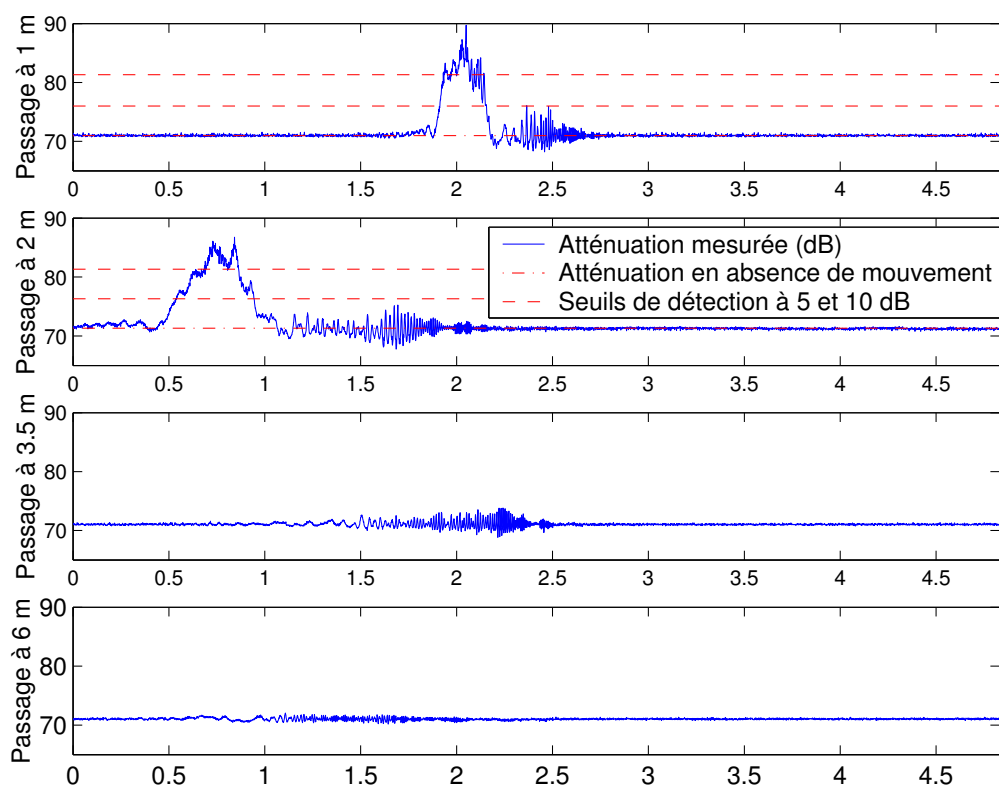 Passage à 1 m
90
80
70
0 0.5 1 1.5 2 2.5 3 3.5 4 4.5
Passage à 2 m
90
80
70
Atténuation mesurée (dB)
Atténuation en absence de mouvement
Seuils de détection à 5 et 10 dB
0 0.5 1 1.5 2 2.5 3 3.5 4 4.5
Passage à 3.5 m
90
80
70
0 0.5 1 1.5 2 2.5 3 3.5 4 4.5
Passage à 6 m
90
80
70
0 0.5 1 1.5 2 2.5 3 3.5 4 4.5